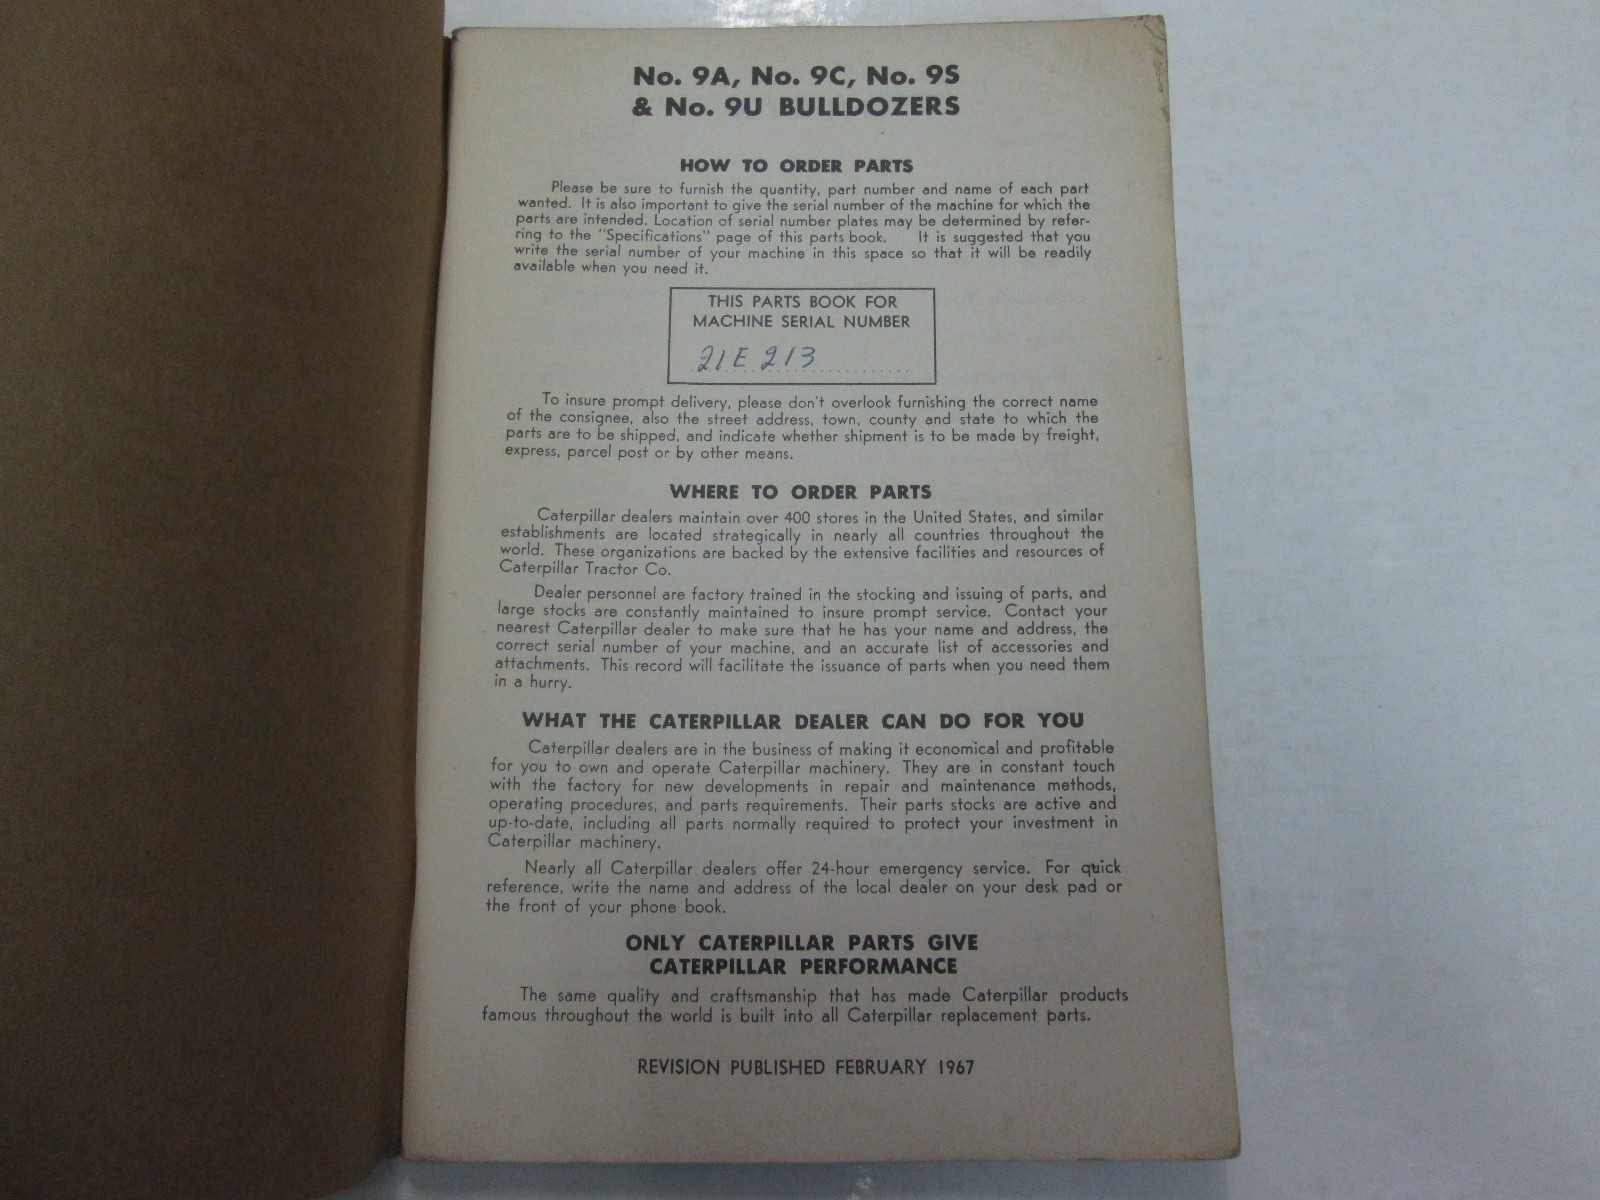 No. 9A, No. 9C, No. 9S
& No. 9U BULLDOZERS
HOW TO ORDER PARTS
Please be sure to furnish the quantity, part number and name of each part
wanted. It is also important to give the serial number of the machine for which the
parts are intended. Location of serial number plates may be determined by refer-
ring to the "Specifications" page of this parts book. It is suggested that you
write the serial number of your machine in this space so that it will be readily
available when you need it.
THIS PARTS BOOK FOR
MACHINE SERIAL NUMBER
21E 213
To insure prompt delivery, please don't overlook furnishing the correct name
of the consignee, also the street address, town, county and state to which the
parts are to be shipped, and indicate whether shipment is to be made by freight,
express, parcel post or by other means.
WHERE TO ORDER PARTS
Caterpillar dealers maintain over 400 stores in the United States, and similar
establishments are located strategically in nearly all countries throughout the
world. These organizations are backed by the extensive facilities and resources of
Caterpillar Tractor Co.
Dealer personnel are factory trained in the stocking and issuing of parts, and
large stocks are constantly maintained to insure prompt service. Contact your
nearest Caterpillar dealer to make sure that he has your name and address, the
correct serial number of your machine, and an accurate list of accessories and
attachments. This record will facilitate the issuance of parts when you need them
in a hurry.
WHAT THE CATERPILLAR DEALER CAN DO FOR YOU
Caterpillar dealers are in the business of making it economical and profitable
for you to own and operate Caterpillar machinery. They are in constant touch
with the factory for new developments in repair and maintenance methods,
operating procedures, and parts requirements. Their parts stocks are active and
up-to-date, including all parts normally required to protect your investment in
Caterpillar machinery.
Nearly all Caterpillar dealers offer 24-hour emergency service. For quick
reference, write the name and address of the local dealer on your desk pad or
the front of your phone book.
ONLY CATERPILLAR PARTS GIVE
CATERPILLAR PERFORMANCE
The same quality and craftsmanship that has made Caterpillar products
famous throughout the world is built into all Caterpillar replacement parts.
REVISION PUBLISHED FEBRUARY 1967